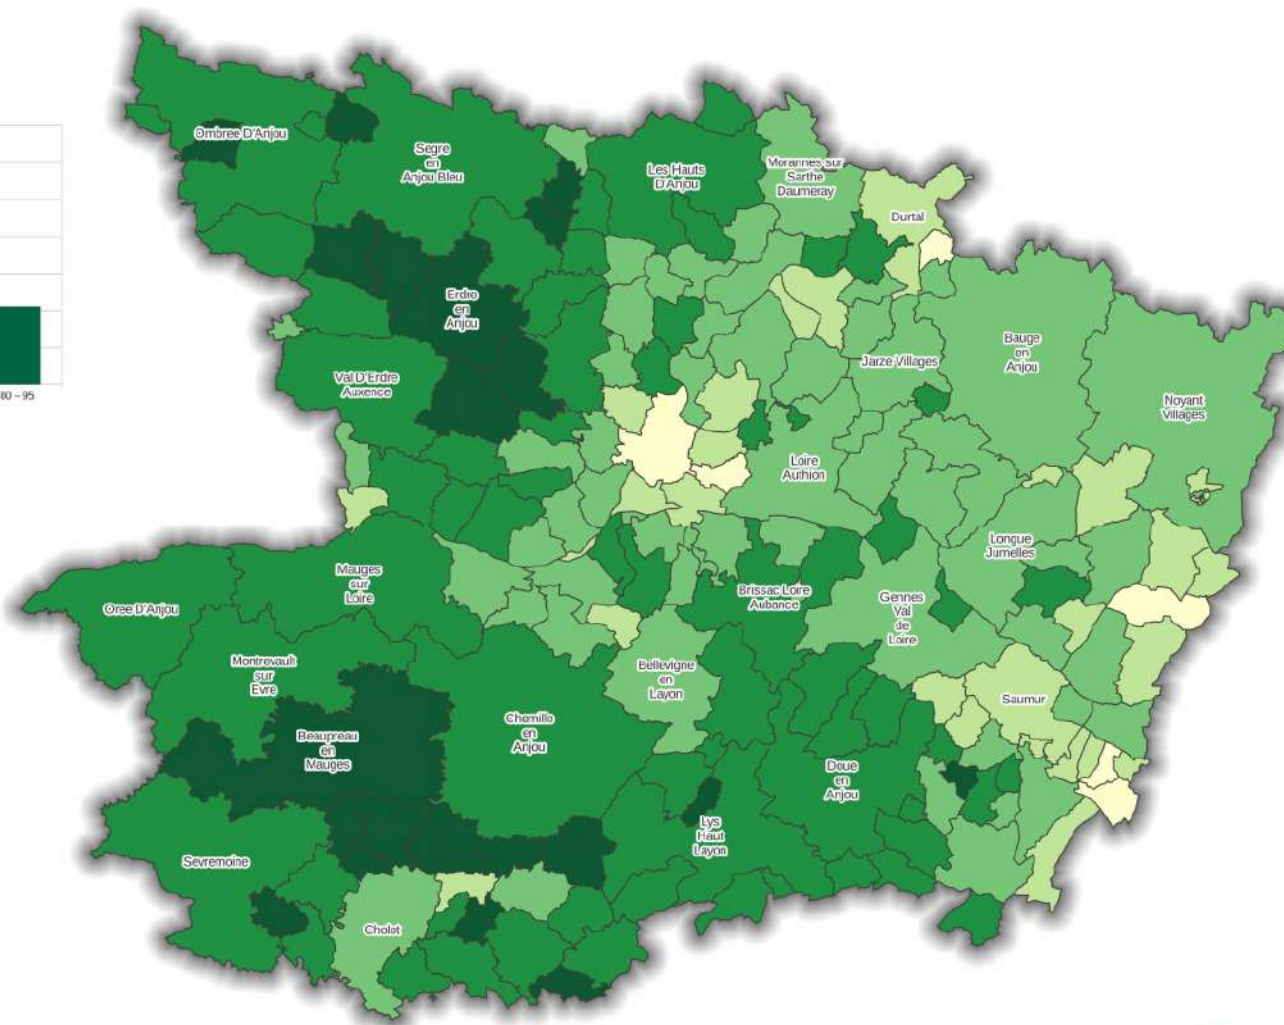 80 – 95
Ombree D'Anjou
Segre
en
Anjou Bleu
Les Hauts
D'Anjou
Morannes sur
Sarthe
Daumeray
Durtal
Erdre
en
Anjou
Val D'Erdre
Auxence
Jarze Villages
Bauge
en
Anjou
Noyant
Villages
Loire
Authion
Longue
Jumelles
Mauges
sur
Loire
Oree D'Anjou
Brissac Loire
Aubance
Gennes
Val
de
Loire
Montrevault
sur
Evre
Bellevigne
en
Layon
Saumur
Chemille
en
Anjou
Beaupreau
en
Mauges
Doue
en
Anjou
Lys
Haut
Layon
Sevremoine
Cholet